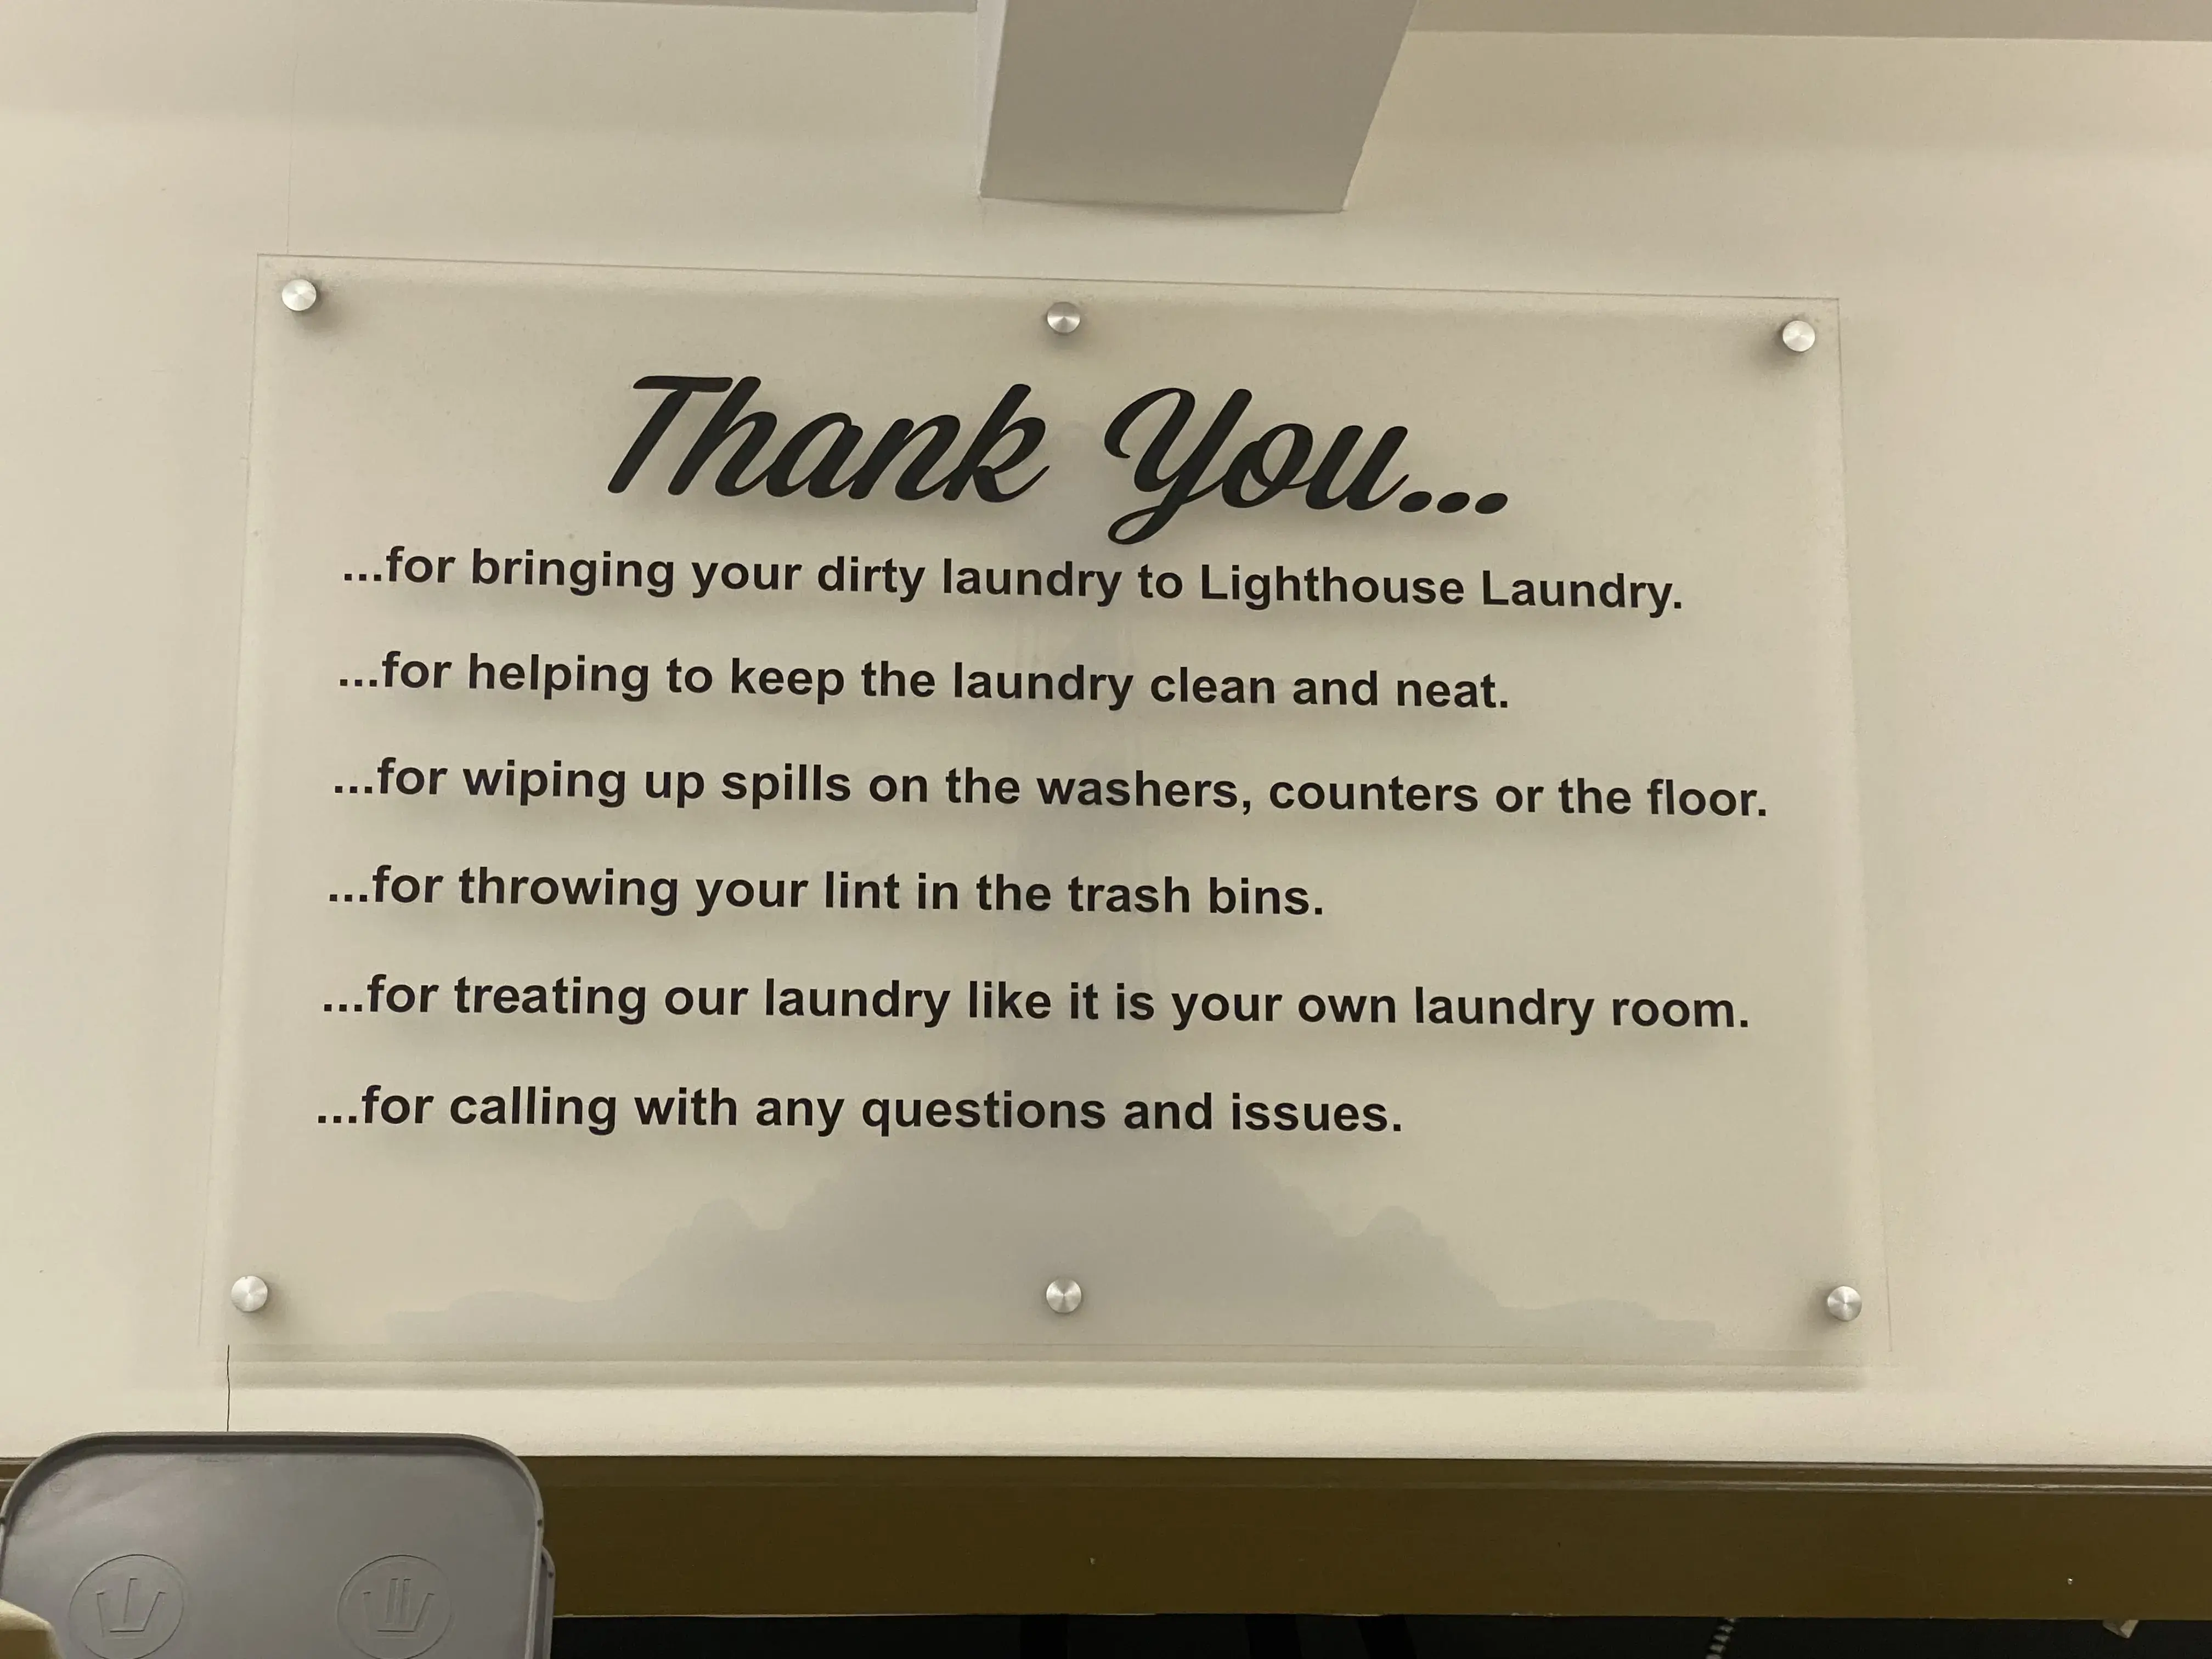 Thank You...
...for bringing your dirty laundry to Lighthouse Laundry.
...for helping to keep the laundry clean and neat.
...for wiping up spills on the washers, counters or the floor.
...for throwing your lint in the trash bins.
...for treating our laundry like it is your own laundry room.
...for calling with any questions and issues.